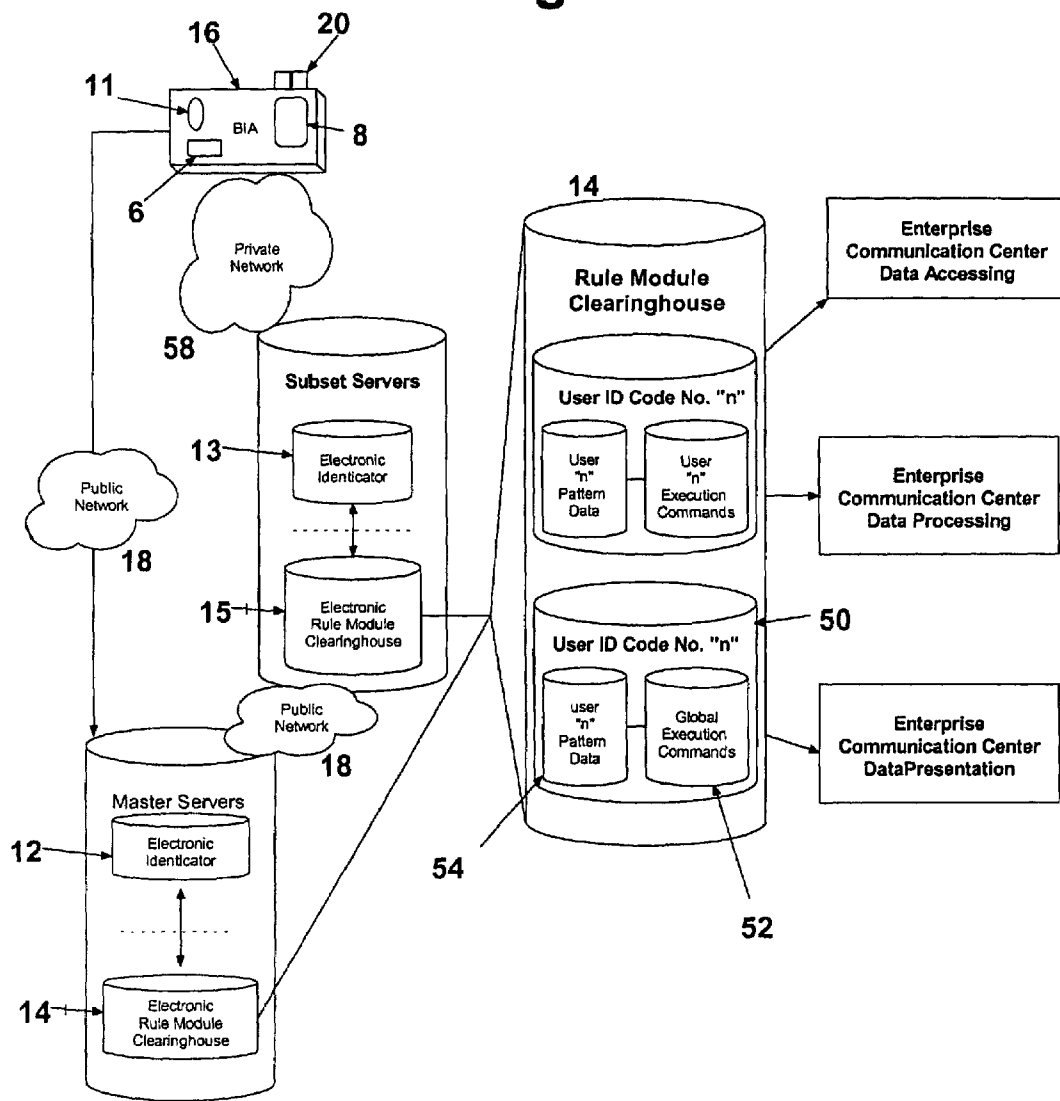 g
16
20
11
BIA
8
6
14
Private
Network
58
Enterprise
Communication Center
Data Accessing
Rule Module
Clearinghouse
Subset Servers
User ID Code No. "n"
13
Electronic
Identicator
User
"n"
Pattern
Data
User
"n"
Execution
Commands
Public
Network
18
Enterprise
Communication Center
Data Processing
15
Electronic
Rule Module
Clearinghouse
50
User ID Code No. "n"
user
"n"
Pattern
Data
Global
Execution
Commands
Public
Network
18
Enterprise
Communication Center
DataPresentation
Master Servers
12
Electronic
Identicator
54
52
14
Electronic
Rule Module
Clearinghouse